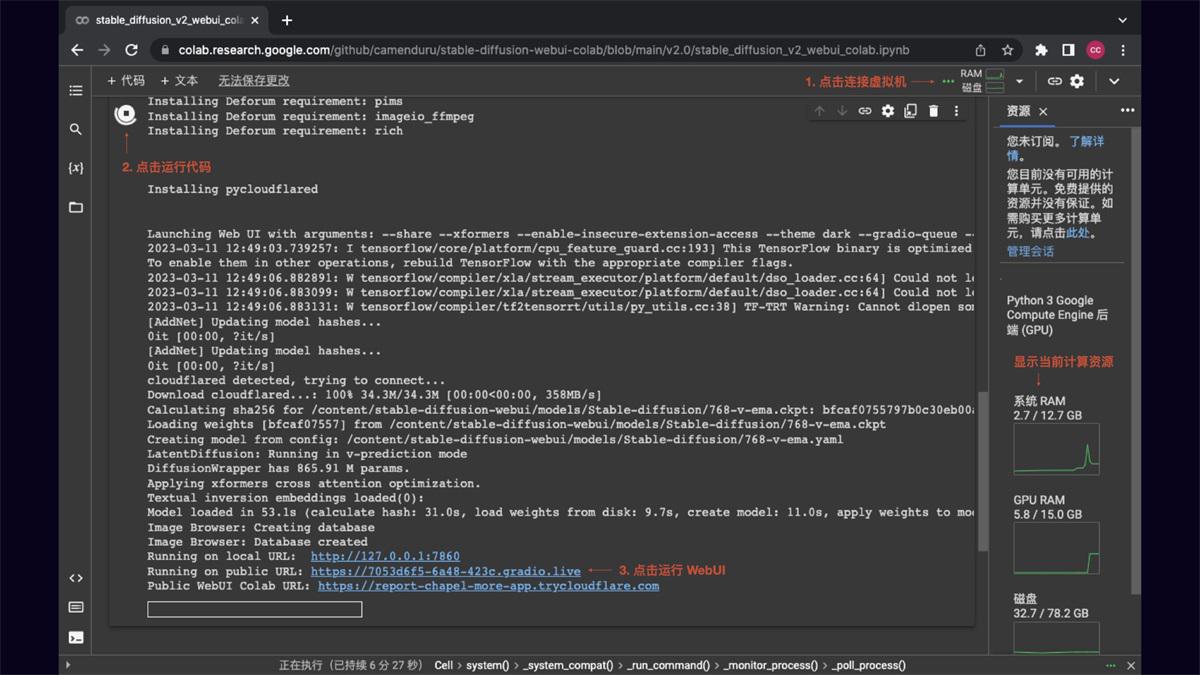 stable_diffusion_v2_webui_cola
colab.research.google.com/github/camenduru/stable-diffusion-webui-colab/blob/main/v2.0/stable_diffusion_v2_webui_colab.ipynb
CC
+ 代码 + 文本 无法保存更改
1. 点击连接虚拟机
RAM
磁盘
Installing Deforum requirement: pims
Installing Deforum requirement: imageio_ffmpeg
Installing Deforum requirement: rich
2. 点击运行代码
Installing pycloudflared
Launching Web UI with arguments: --share --xformers --enable-insecure-extension-access --theme dark --gradio-queue -
2023-03-11 12:49:03.739257: I tensorflow/core/platform/cpu_feature_guard.cc:193] This TensorFlow binary is optimized
To enable them in other operations, rebuild TensorFlow with the appropriate compiler flags.
2023-03-11 12:49:06.882891: W tensorflow/compiler/xla/stream_executor/platform/default/dso_loader.cc:64] Could not l
2023-03-11 12:49:06.883099: W tensorflow/compiler/xla/stream_executor/platform/default/dso_loader.cc:64] Could not l
2023-03-11 12:49:06.883131: W tensorflow/compiler/tf2tensorrt/utils/py_utils.cc:38] TF-TRT Warning: Cannot dlopen som
[AddNet] Updating model hashes...
0it [00:00, ?it/s]
[AddNet] Updating model hashes...
0it [00:00, ?it/s]
cloudflared detected, trying to connect...
Download cloudflared...: 100% 34.3M/34.3M [00:00<00:00, 358MB/s]
Calculating sha256 for /content/stable-diffusion-webui/models/Stable-diffusion/768-v-ema.ckpt: bfcaf0755797b0c30eb00a
Loading weights [bfcaf07557] from /content/stable-diffusion-webui/models/Stable-diffusion/768-v-ema.ckpt
Creating model from config: /content/stable-diffusion-webui/models/Stable-diffusion/768-v-ema.yaml
LatentDiffusion: Running in v-prediction mode
DiffusionWrapper has 865.91 M params.
Applying xformers cross attention optimization.
Textual inversion embeddings loaded(0):
Model loaded in 53.1s (calculate hash: 31.0s, load weights from disk: 9.7s, create model: 11.0s, apply weights to mod
Image Browser: Creating database
Image Browser: Database created
Running on local URL: http://127.0.0.1:7860
Running on public URL: https://7053d6f5-6a48-423c.gradio.live
3. 点击运行 WebUI
Public WebUI Colab URL: https://report-chapel-more-app.trycloudflare.com
资源
您未订阅。了解详
情。
您目前没有可用的计
算单元。免费提供的
资源并没有保证。如
需购买更多计算单
元，请点击此处。
管理会话
Python 3 Google
Compute Engine 后
端 (GPU)
显示当前计算资源
系统 RAM
2.7 / 12.7 GB
GPU RAM
5.8 / 15.0 GB
磁盘
32.7 / 78.2 GB
正在执行（已持续 6 分 27 秒） Cell > system() > _system_compat() > _run_command() > _monitor_process() > _poll_process()